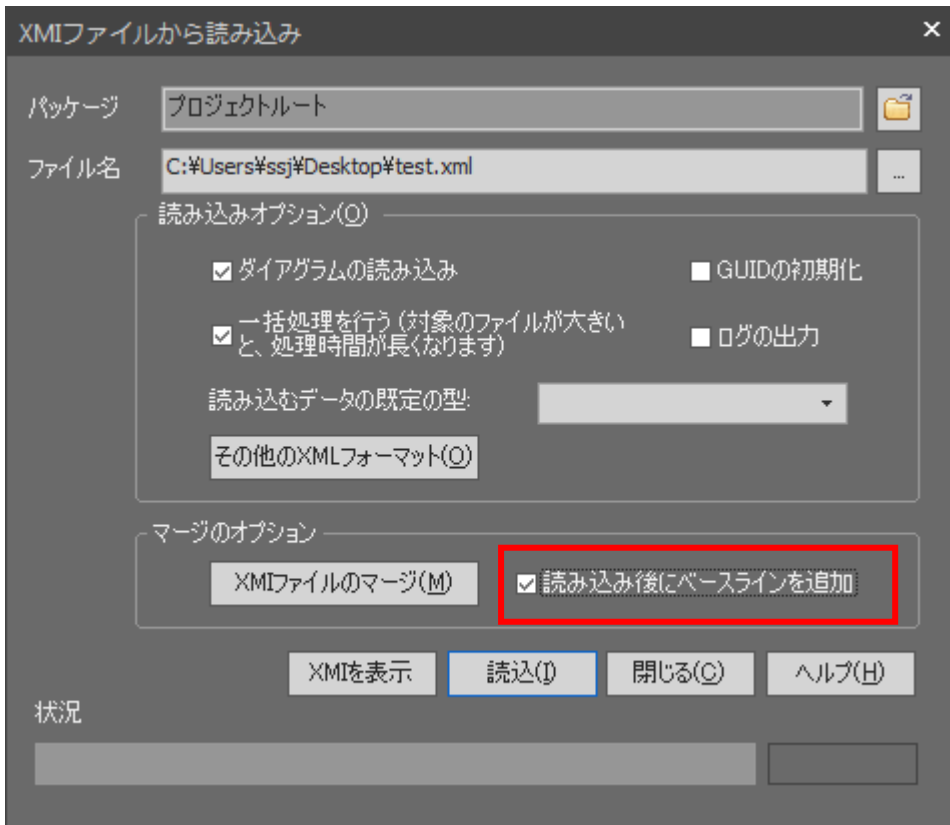 XMIファイルから読み込み
パッケージ プロジェクトルート
ファイル名 C:¥Users¥ssj¥Desktop¥test.xml ...
読み込みオプション(O)
ダイアグラムの読み込み GUIDの初期化
一括処理を行う(対象のファイルが大きい
と、処理時間が長くなります) ログの出力
読み込むデータの既定の型:
その他のXMLフォーマット(O)
マージのオプション
XMIファイルのマージ(M) 読み込み後にベースラインを追加
XMIを表示 読込(I) 閉じる(C) ヘルプ(H)
状況